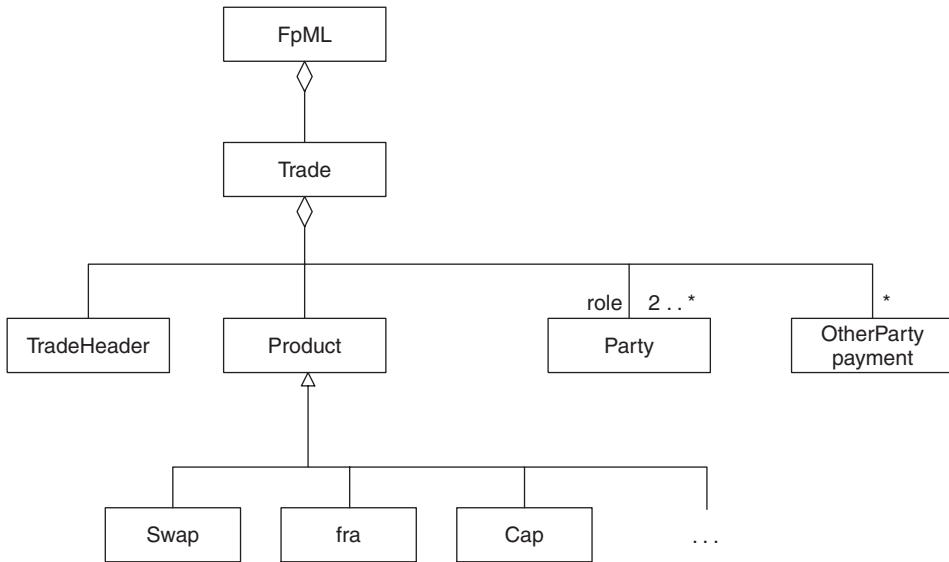 FpML
Trade
role 2 . . * *
TradeHeader
Product
Party
OtherParty
payment
Swap
fra
Cap
. . .